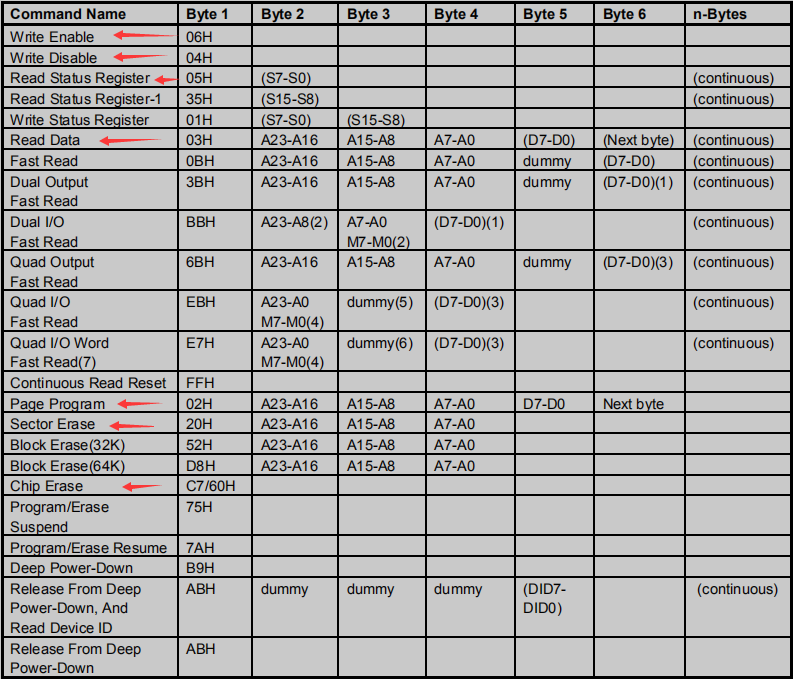 Command Name Byte 1 Byte 2 Byte 3 Byte 4 Byte 5 Byte 6 n-Bytes
Write Enable 06H
Write Disable 04H
Read Status Register 05H (S7-S0) (continuous)
Read Status Register-1 35H (S15-S8) (continuous)
Write Status Register 01H (S7-S0) (S15-S8)
Read Data 03H A23-A16 A15-A8 A7-A0 (D7-D0) (Next byte) (continuous)
Fast Read 0BH A23-A16 A15-A8 A7-A0 dummy (D7-D0) (continuous)
Dual Output 3BH A23-A16 A15-A8 A7-A0 dummy (D7-D0)(1) (continuous)
Fast Read
Dual I/O BBH A23-A8(2) A7-A0 (D7-D0)(1) (continuous)
Fast Read M7-M0(2)
Quad Output 6BH A23-A16 A15-A8 A7-A0 dummy (D7-D0)(3) (continuous)
Fast Read
Quad I/O EBH A23-A0 dummy(5) (D7-D0)(3) (continuous)
Fast Read M7-M0(4)
Quad I/O Word E7H A23-A0 dummy(6) (D7-D0)(3) (continuous)
Fast Read(7) M7-M0(4)
Continuous Read Reset FFH
Page Program 02H A23-A16 A15-A8 A7-A0 D7-D0 Next byte
Sector Erase 20H A23-A16 A15-A8 A7-A0
Block Erase(32K) 52H A23-A16 A15-A8 A7-A0
Block Erase(64K) D8H A23-A16 A15-A8 A7-A0
Chip Erase C7/60H
Program/Erase 75H
Suspend
Program/Erase Resume 7AH
Deep Power-Down B9H
Release From Deep ABH dummy dummy dummy (DID7- (continuous)
Power-Down, And DID0)
Read Device ID
Release From Deep ABH
Power-Down